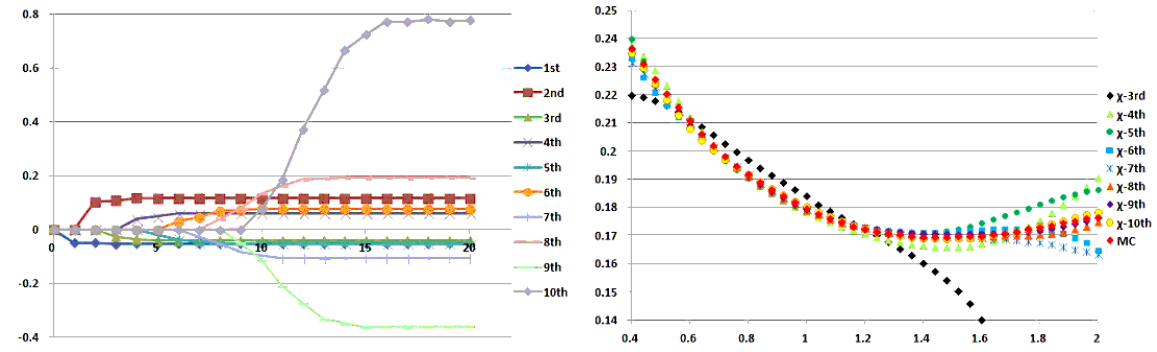 0.8
0.6
0.4
0.2
0
-0.2
-0.4
5
10
15
20
1st
2nd
3rd
4th
5th
6th
7th
8th
9th
10th
0.25
0.24
0.23
0.22
0.21
0.2
0.19
0.18
0.17
0.16
0.15
0.14
0.4
0.6
0.8
1
1.2
1.4
1.6
1.8
2
χ-3rd
χ-4th
χ-5th
χ-6th
χ-7th
χ-8th
χ-9th
χ-10th
MC